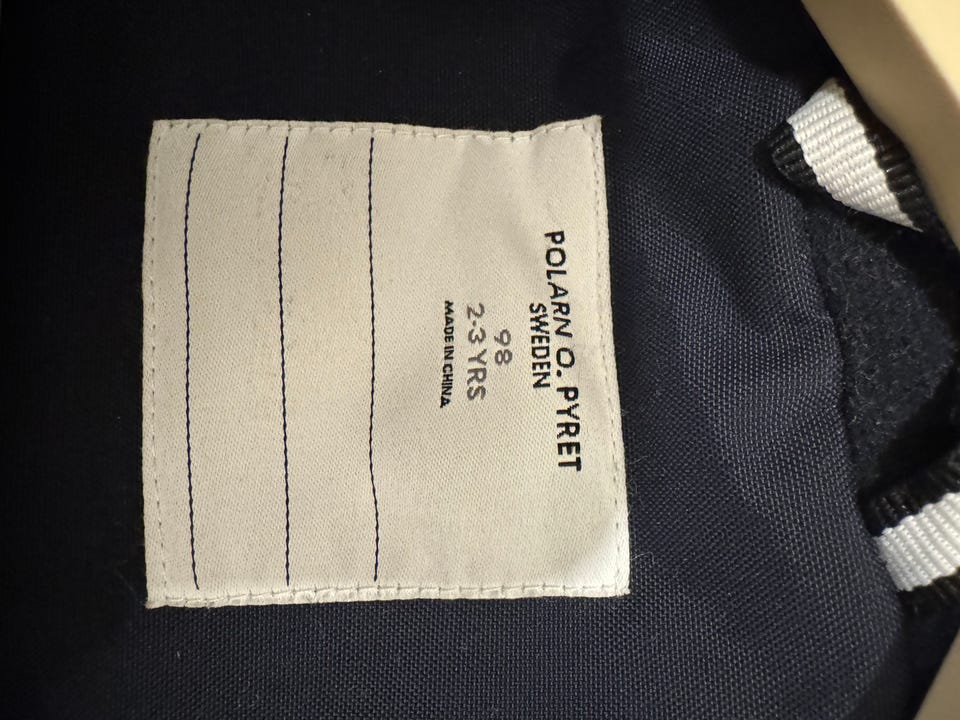 POLARN O. PYRET
SWEDEN
98
2-3 YRS
MADE IN CHINA